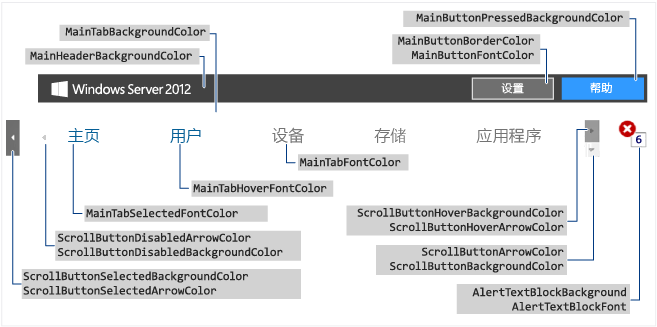 MainTabBackgroundColor
MainButtonPressedBackgroundColor
MainHeaderBackgroundColor
MainButtonBorderColor
MainButtonFontColor
Windows Server 2012
设置
帮助
主页
用户
设备
存储
应用程序
6
MainTabFontColor
MainTabHoverFontColor
MainTabSelectedFontColor
ScrollButtonHoverBackgroundColor
ScrollButtonHoverArrowColor
ScrollButtonDisabledArrowColor
ScrollButtonDisabledBackgroundColor
ScrollButtonArrowColor
ScrollButtonBackgroundColor
ScrollButtonSelectedBackgroundColor
ScrollButtonSelectedArrowColor
AlertTextBlockBackground
AlertTextBlockFont